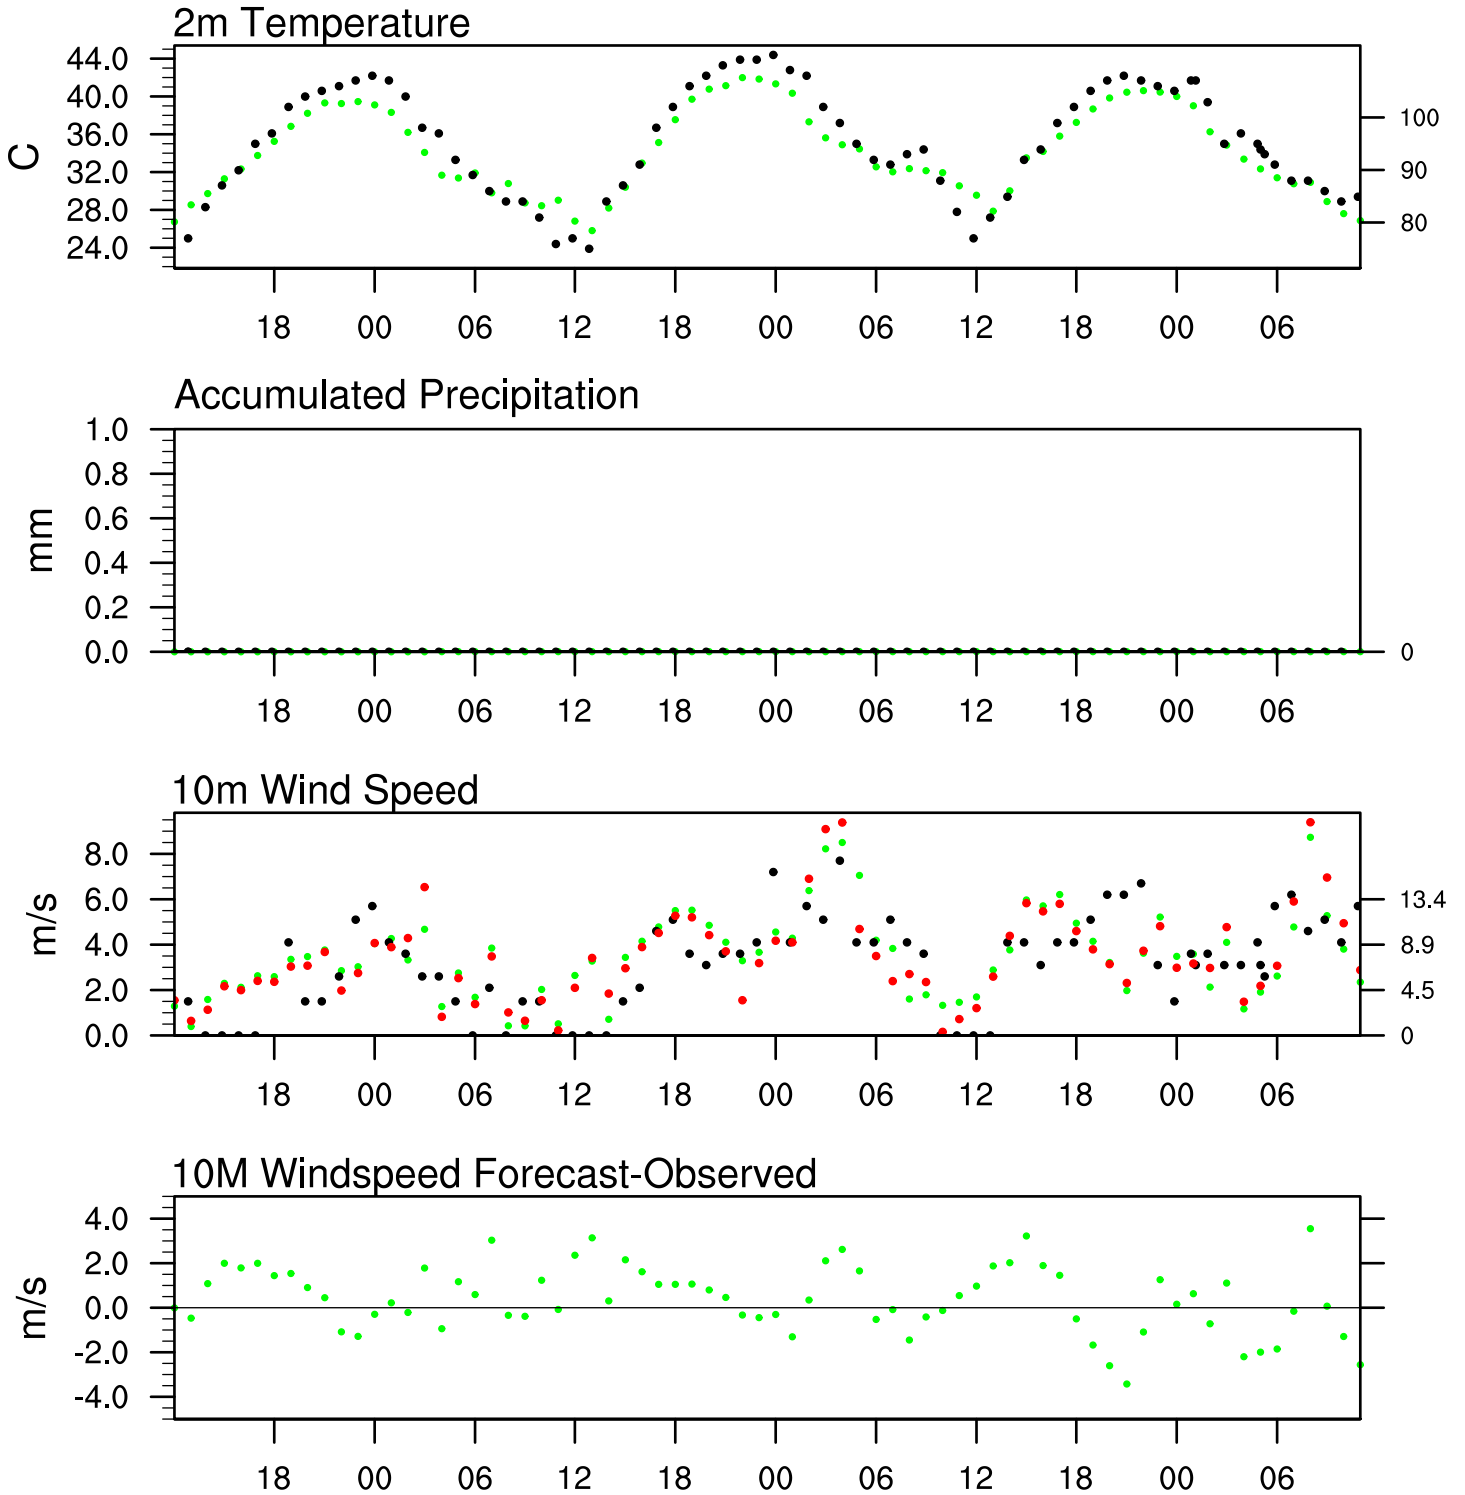 2m Temperature
44.0
40.0
36.0
32.0
28.0
24.0
C
100
90
80
18 00 06 12 18 00 06 12 18 00 06
Accumulated Precipitation
1.0
0.8
0.6
0.4
0.2
0.0
mm
0
18 00 06 12 18 00 06 12 18 00 06
10m Wind Speed
8.0
6.0
4.0
2.0
0.0
m/s
13.4
8.9
4.5
0
18 00 06 12 18 00 06 12 18 00 06
10M Windspeed Forecast-Observed
4.0
2.0
0.0
-2.0
-4.0
m/s
18 00 06 12 18 00 06 12 18 00 06